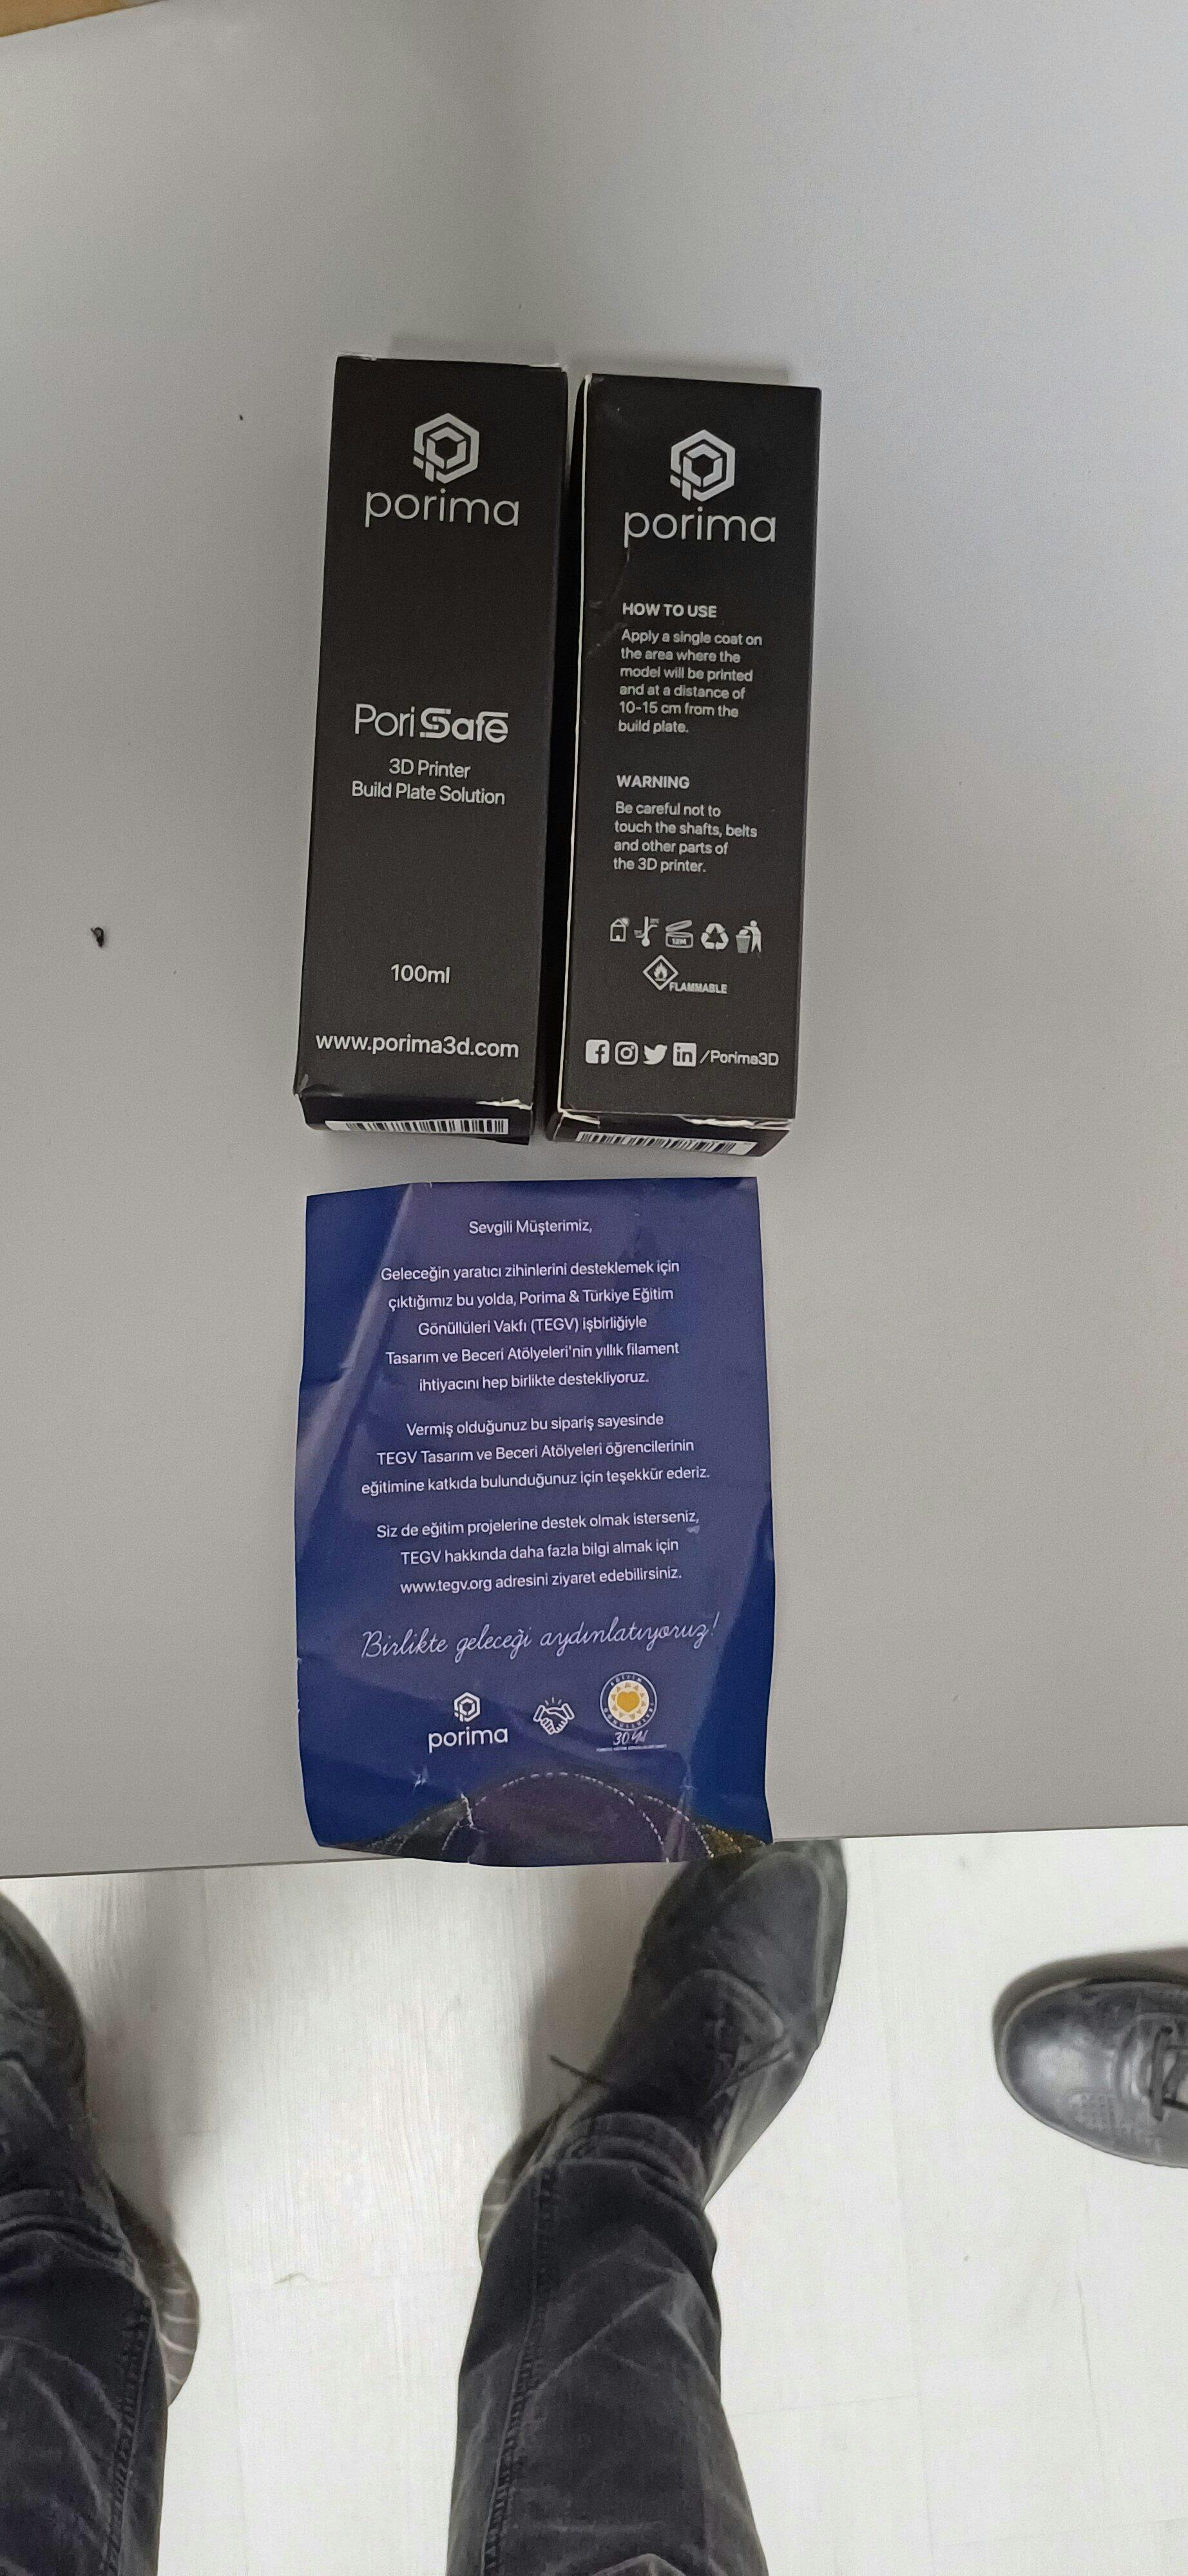 porima
PoriSafe
3D Printer
Build Plate Solution
100ml
www.porima3d.com
porima
HOW TO USE
Apply a single coat on
the area where the
model will be printed
and at a distance of
10-15 cm from the
build plate.
WARNING
Be careful not to
touch the shafts, belts
and other parts of
the 3D printer.
12M
FLAMMABLE
/Porima3D
Sevgili Müşterimiz,
Geleceğin yaratıcı zihinlerini desteklemek için
çıktığımız bu yolda, Porima & Türkiye Eğitim
Gönüllüleri Vakfı (TEGV) işbirliğiyle
Tasarım ve Beceri Atölyeleri'nin yıllık filament
ihtiyacını hep birlikte destekliyoruz.
Vermiş olduğunuz bu sipariş sayesinde
TEGV Tasarım ve Beceri Atölyeleri öğrencilerinin
eğitimine katkıda bulunduğunuz için teşekkür ederiz.
Siz de eğitim projelerine destek olmak isterseniz,
TEGV hakkında daha fazla bilgi almak için
www.tegv.org adresini ziyaret edebilirsiniz.
Birlikte geleceği aydınlatıyoruz!
porima
30.Yıl